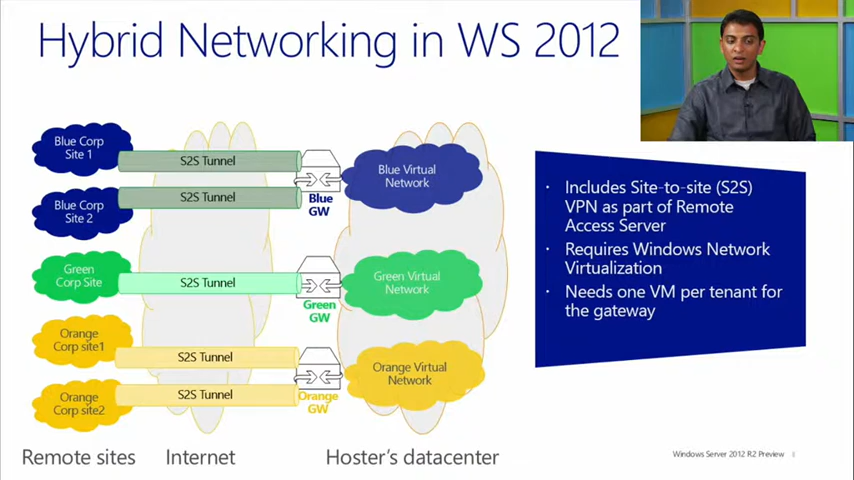 Hybrid Networking in WS 2012
Blue Corp
Site 1
S2S Tunnel
Blue Virtual
Network
S2S Tunnel
Blue
GW
Blue Corp
Site 2
Green
Corp Site
S2S Tunnel
Green Virtual
Network
Green
GW
Orange
Corp site1
S2S Tunnel
Orange Virtual
Network
Orange
Corp site2
S2S Tunnel
Orange
GW
Remote sites
Internet
Hoster's datacenter
• Includes Site-to-site (S2S)
VPN as part of Remote
Access Server
• Requires Windows Network
Virtualization
• Needs one VM per tenant for
the gateway
Windows Server 2012 R2 Preview